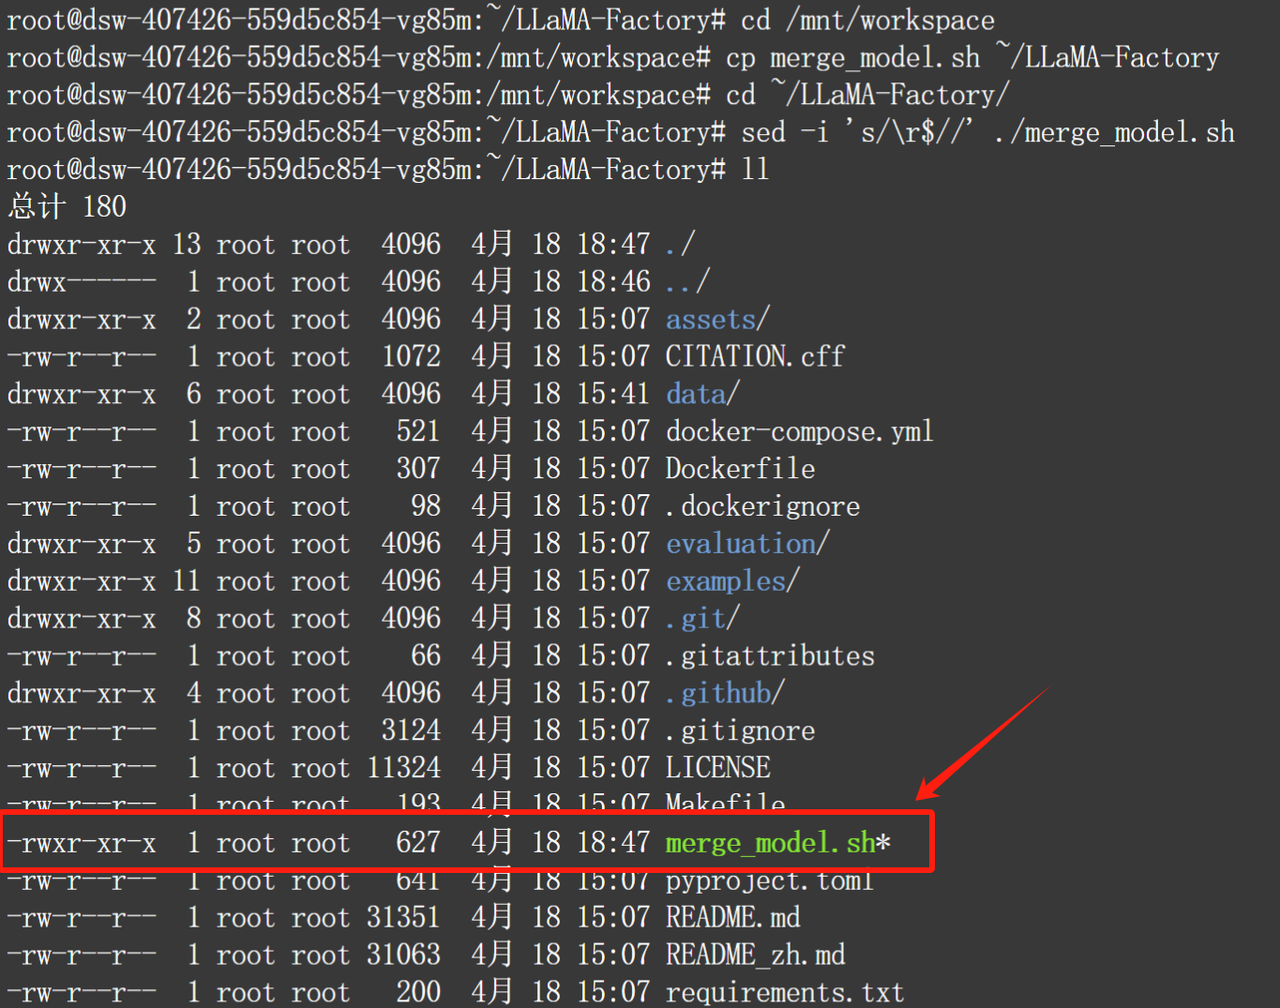 root@dsw-407426-559d5c854-vg85m:~/LLaMA-Factory# cd /mnt/workspace
root@dsw-407426-559d5c854-vg85m:/mnt/workspace# cp merge_model.sh ~/LLaMA-Factory
root@dsw-407426-559d5c854-vg85m:/mnt/workspace# cd ~/LLaMA-Factory/
root@dsw-407426-559d5c854-vg85m:~/LLaMA-Factory# sed -i 's/\r$//' ./merge_model.sh
root@dsw-407426-559d5c854-vg85m:~/LLaMA-Factory# ll
总计 180
drwxr-xr-x 13 root root  4096  4月 18 18:47 ./
drwx------  1 root root  4096  4月 18 18:46 ../
drwxr-xr-x  2 root root  4096  4月 18 15:07 assets/
-rw-r--r--  1 root root  1072  4月 18 15:07 CITATION.cff
drwxr-xr-x  6 root root  4096  4月 18 15:41 data/
-rw-r--r--  1 root root   521  4月 18 15:07 docker-compose.yml
-rw-r--r--  1 root root   307  4月 18 15:07 Dockerfile
-rw-r--r--  1 root root    98  4月 18 15:07 .dockerignore
drwxr-xr-x  5 root root  4096  4月 18 15:07 evaluation/
drwxr-xr-x 11 root root  4096  4月 18 15:07 examples/
drwxr-xr-x  8 root root  4096  4月 18 15:07 .git/
-rw-r--r--  1 root root    66  4月 18 15:07 .gitattributes
drwxr-xr-x  4 root root  4096  4月 18 15:07 .github/
-rw-r--r--  1 root root  3124  4月 18 15:07 .gitignore
-rw-r--r--  1 root root 11324  4月 18 15:07 LICENSE
-rw-r--r--  1 root root   193  4月 18 15:07 Makefile
-rwxr-xr-x  1 root root   627  4月 18 18:47 merge_model.sh*
-rw-r--r--  1 root root   641  4月 18 15:07 pyproject.toml
-rw-r--r--  1 root root 31351  4月 18 15:07 README.md
-rw-r--r--  1 root root 31063  4月 18 15:07 README_zh.md
-rw-r--r--  1 root root   200  4月 18 15:07 requirements.txt